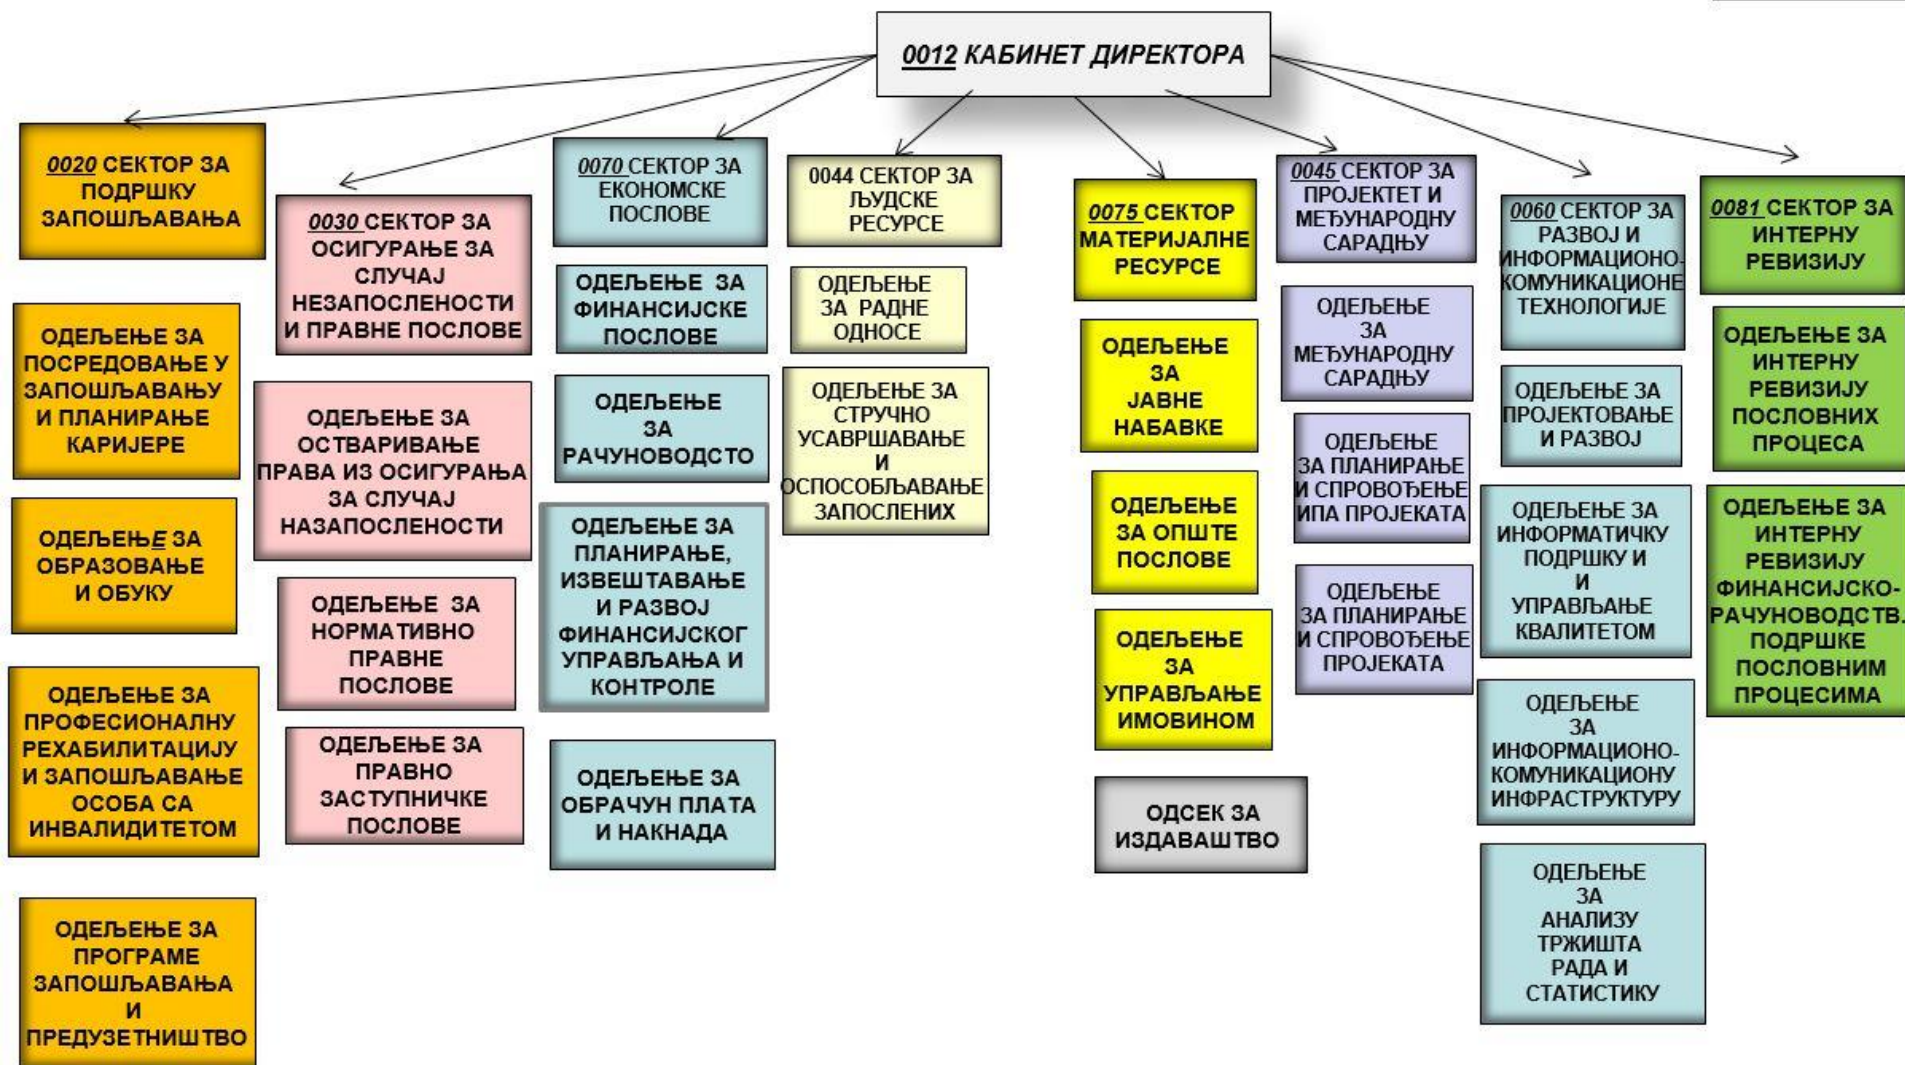 0012 КАБИНЕТ ДИРЕКТОРА
0020 СЕКТОР ЗА
ПОДРШКУ
ЗАПОШЉАВАЊА
ОДЕЉЕЊЕ ЗА
ПОСРЕДОВАЊЕ У
ЗАПОШЉАВАЊУ
И ПЛАНИРАЊЕ
КАРИЈЕРЕ
ОДЕЉЕЊЕ ЗА
ОБРАЗОВАЊЕ
И ОБУКУ
ОДЕЉЕЊЕ ЗА
ПРОФЕСИОНАЛНУ
РЕХАБИЛИТАЦИЈУ
И ЗАПОШЉАВАЊЕ
ОСОБА СА
ИНВАЛИДИТЕТОМ
ОДЕЉЕЊЕ ЗА
ПРОГРАМЕ
ЗАПОШЉАВАЊА
И
ПРЕДУЗЕТНИШТВО
0030 СЕКТОР ЗА
ОСИГУРАЊЕ ЗА
СЛУЧАЈ
НЕЗАПОСЛЕНОСТИ
И ПРАВНЕ ПОСЛОВЕ
ОДЕЉЕЊЕ ЗА
ОСТВАРИВАЊЕ
ПРАВА ИЗ ОСИГУРАЊА
ЗА СЛУЧАЈ
НАЗАПОСЛЕНОСТИ
ОДЕЉЕЊЕ ЗА
НОРМАТИВНО
ПРАВНЕ
ПОСЛОВЕ
ОДЕЉЕЊЕ ЗА
ПРАВНО
ЗАСТУПНИЧКЕ
ПОСЛОВЕ
0070 СЕКТОР ЗА
ЕКОНОМСКЕ
ПОСЛОВЕ
ОДЕЉЕЊЕ ЗА
ФИНАНСИЈСКЕ
ПОСЛОВЕ
ОДЕЉЕЊЕ
ЗА
РАЧУНОВОДСТО
ОДЕЉЕЊЕ ЗА
ПЛАНИРАЊЕ,
ИЗВЕШТАВАЊЕ
И РАЗВОЈ
ФИНАНСИЈСКОГ
УПРАВЉАЊА И
КОНТРОЛЕ
ОДЕЉЕЊЕ ЗА
ОБРАЧУН ПЛАТА
И НАКНАДА
0044 СЕКТОР ЗА
ЉУДСКЕ
РЕСУРСЕ
ОДЕЉЕЊЕ
ЗА РАДНЕ
ОДНОСЕ
ОДЕЉЕЊЕ ЗА
СТРУЧНО
УСАВРШАВАЊЕ
И
ОСПОСОБЉАВАЊЕ
ЗАПОСЛЕНИХ
0075 СЕКТОР
МАТЕРИЈАЛНЕ
РЕСУРСЕ
ОДЕЉЕЊЕ
ЗА
ЈАВНЕ
НАБАВКЕ
ОДЕЉЕЊЕ
ЗА ОПШТЕ
ПОСЛОВЕ
ОДЕЉЕЊЕ
ЗА
УПРАВЉАЊЕ
ИМОВИНОМ
ОДСЕК ЗА
ИЗДАВАШТВО
0045 СЕКТОР ЗА
ПРОЈЕКТЕТ И
МЕЂУНАРОДНУ
САРАДЊУ
ОДЕЉЕЊЕ
ЗА
МЕЂУНАРОДНУ
САРАДЊУ
ОДЕЉЕЊЕ
ЗА ПЛАНИРАЊЕ
И СПРОВОЂЕЊЕ
ИПА ПРОЈЕКАТА
ОДЕЉЕЊЕ
ЗА ПЛАНИРАЊЕ
И СПРОВОЂЕЊЕ
ПРОЈЕКАТА
0060 СЕКТОР ЗА
РАЗВОЈ И
ИНФОРМАЦИОНО-
КОМУНИКАЦИОНЕ
ТЕХНОЛОГИЈЕ
ОДЕЉЕЊЕ ЗА
ПРОЈЕКТОВАЊЕ
И РАЗВОЈ
ОДЕЉЕЊЕ ЗА
ИНФОРМАТИЧКУ
ПОДРШКУ И
И
УПРАВЉАЊЕ
КВАЛИТЕТОМ
ОДЕЉЕЊЕ
ЗА
ИНФОРМАЦИОНО-
КОМУНИКАЦИОНУ
ИНФРАСТРУКТУРУ
ОДЕЉЕЊЕ
ЗА
АНАЛИЗУ
ТРЖИШТА
РАДА И
СТАТИСТИКУ
0081 СЕКТОР ЗА
ИНТЕРНУ
РЕВИЗИЈУ
ОДЕЉЕЊЕ ЗА
ИНТЕРНУ
РЕВИЗИЈУ
ПОСЛОВНИХ
ПРОЦЕСА
ОДЕЉЕЊЕ ЗА
ИНТЕРНУ
РЕВИЗИЈУ
ФИНАНСИЈСКО-
РАЧУНОВОДСТВ.
ПОДРШКЕ
ПОСЛОВНИМ
ПРОЦЕСИМА